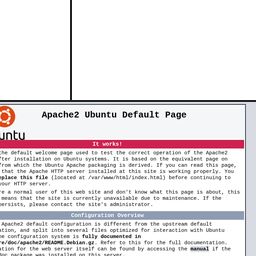 Apache2 Ubuntu Default Page
untu
It works!
the default welcome page used to test the correct operation of the Apache2
fter installation on Ubuntu systems. It is based on the equivalent page on
from which the Ubuntu Apache packaging is derived. If you can read this page,
that the Apache HTTP server installed at this site is working properly. You
eplace this file (located at /var/www/html/index.html) before continuing to
your HTTP server.
re a normal user of this web site and don't know what this page is about, this
means that the site is currently unavailable due to maintenance. If the
persists, please contact the site's administrator.
Configuration Overview
Apache2 default configuration is different from the upstream default
ation, and split into several files optimized for interaction with Ubuntu
he configuration system is fully documented in
re/doc/apache2/README.Debian.gz. Refer to this for the full documentation.
ation for the web server itself can be found by accessing the manual if the
doc package was installed on this server.